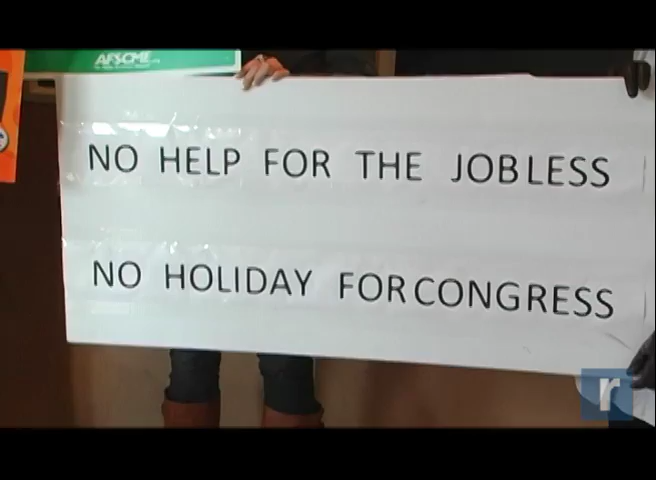 AFSCME
NO HELP FOR THE JOBLESS
NO HOLIDAY FORCONGRESS
r